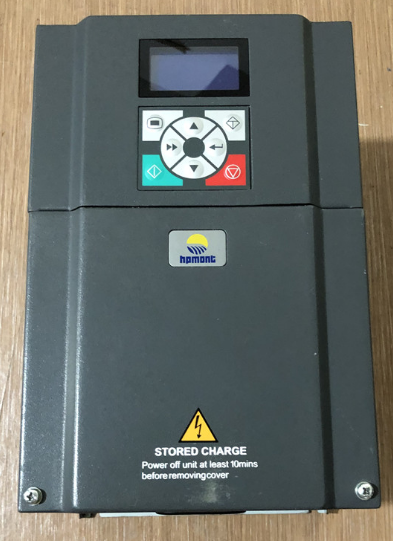 hpmont
STORED CHARGE
Power off unit at least 10mins
before removingcover